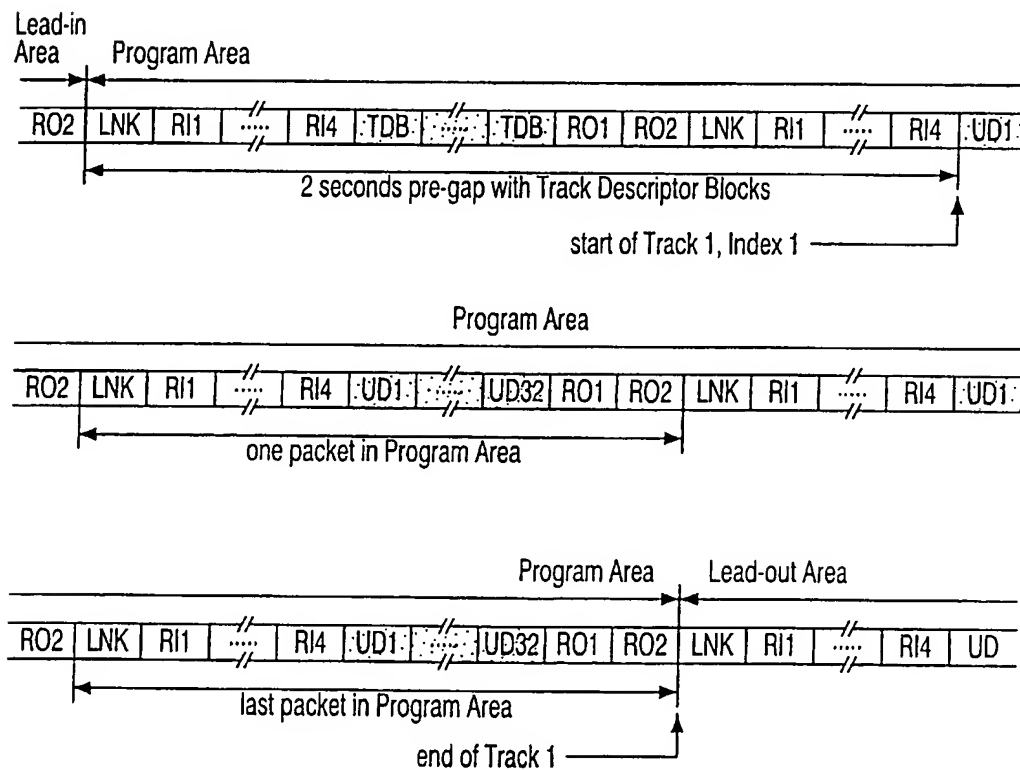 Lead-in
Area Program Area
RO2 LNK RI1 ..... RI4 TDB ..... TDB RO1 RO2 LNK RI1 ..... RI4 UD1
2 seconds pre-gap with Track Descriptor Blocks
start of Track 1, Index 1
Program Area
RO2 LNK RI1 ..... RI4 UD1 ..... UD32 RO1 RO2 LNK RI1 ..... RI4 UD1
one packet in Program Area
Program Area Lead-out Area
RO2 LNK RI1 ..... RI4 UD1 ..... UD32 RO1 RO2 LNK RI1 ..... RI4 UD
last packet in Program Area
end of Track 1